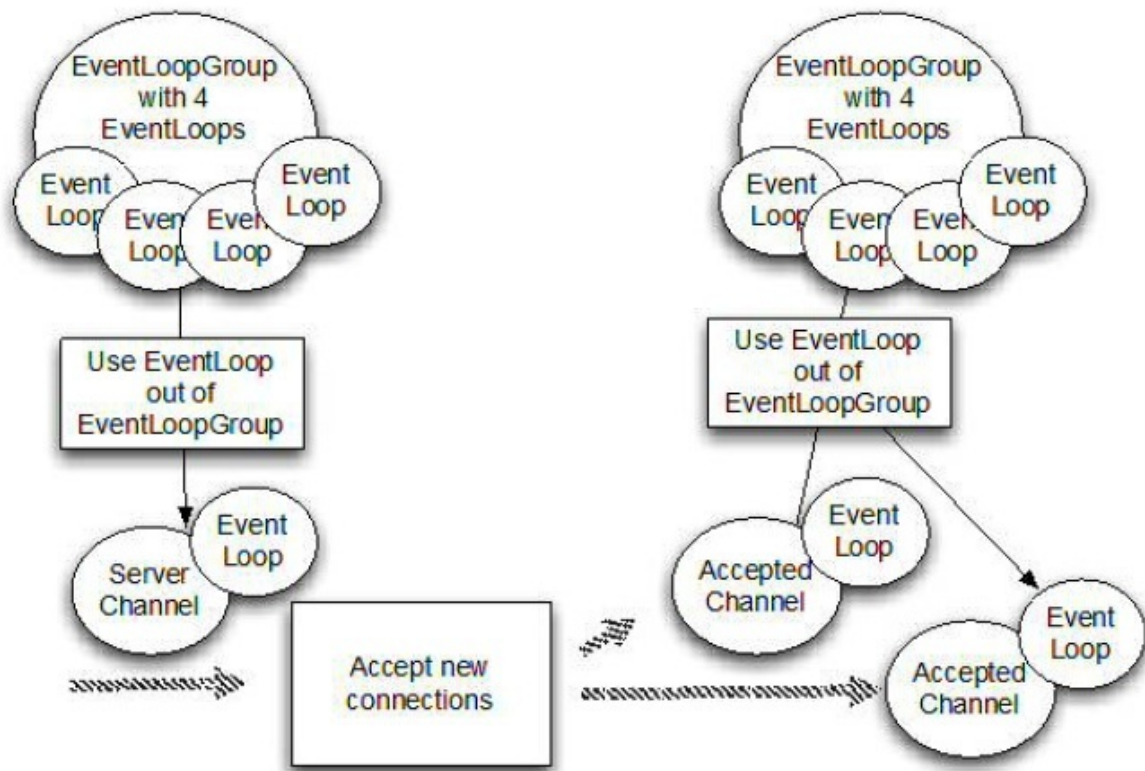 EventLoopGroup
with 4
EventLoops
Event
Loop
Event
Loop
Event
Loop
Event
Loop
Use EventLoop
out of
EventLoopGroup
Event
Loop
Server
Channel
Accept new
connections
EventLoopGroup
with 4
EventLoops
Event
Loop
Event
Loop
Event
Loop
Event
Loop
Use EventLoop
out of
EventLoopGroup
Event
Loop
Accepted
Channel
Event
Loop
Accepted
Channel